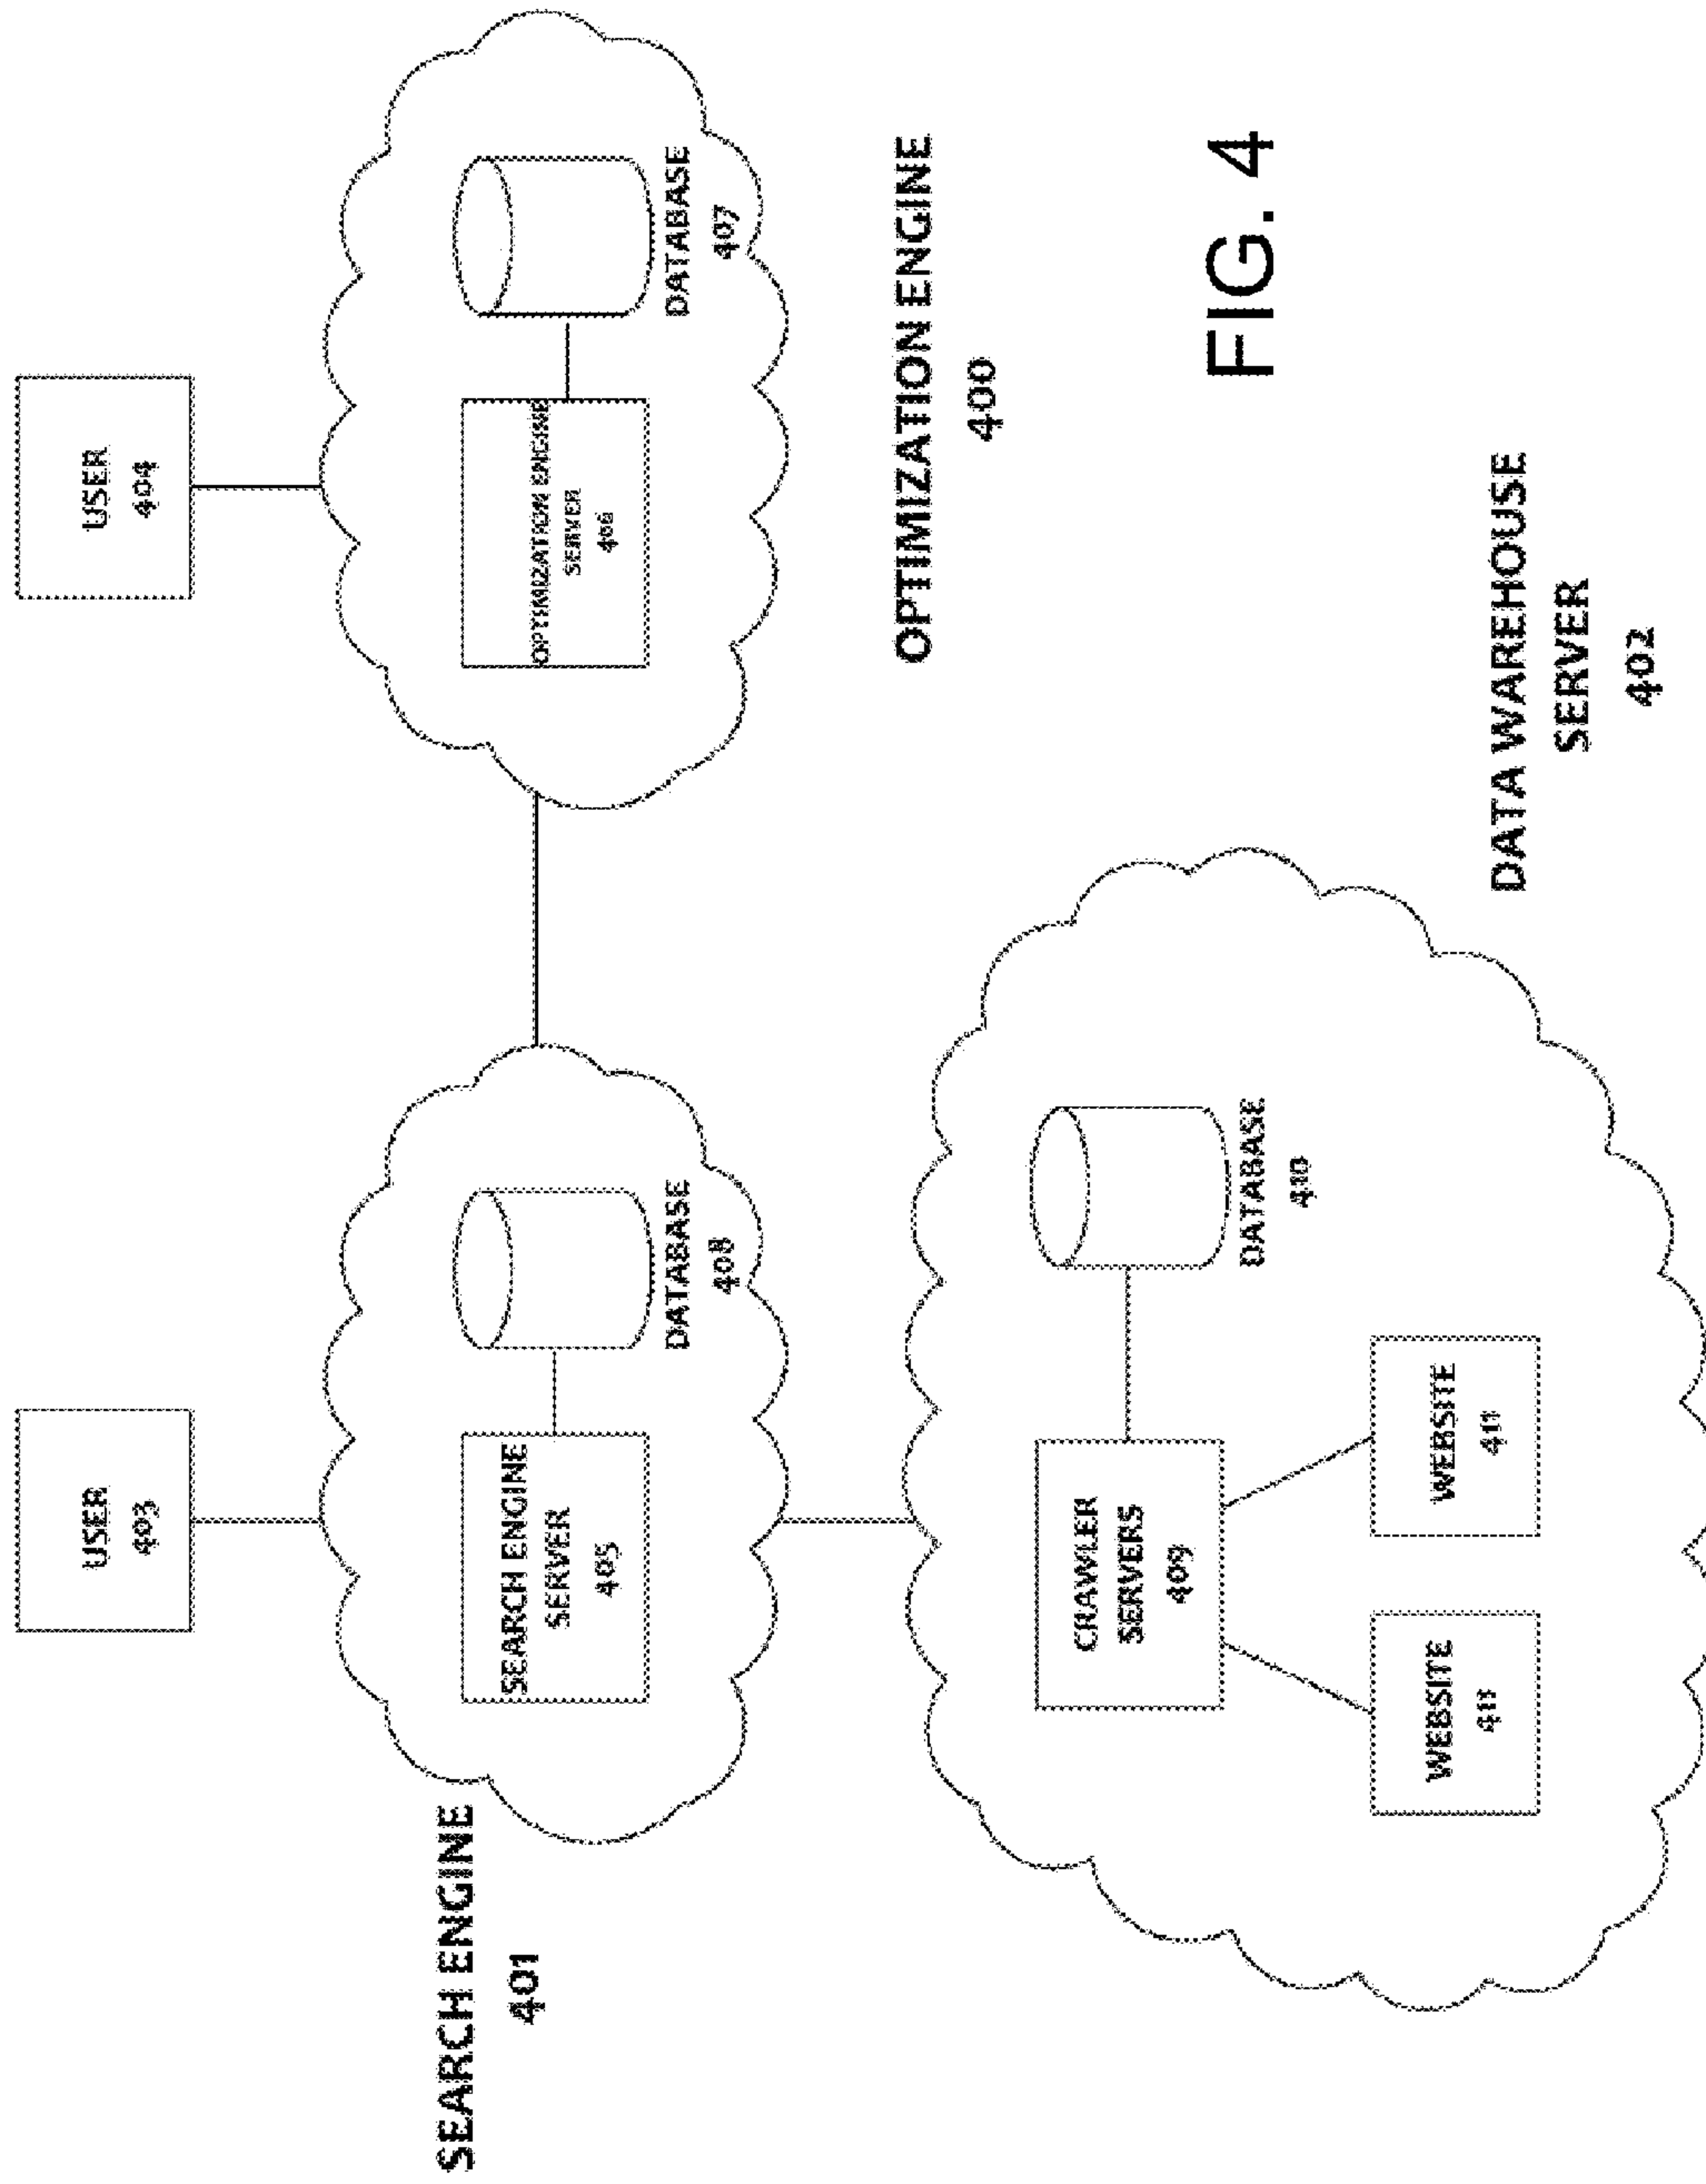 USER
403
USER
404
SEARCH ENGINE
401
SEARCH ENGINE
SERVER
405
DATABASE
408
OPTIMIZATION ENGINE
SERVER
406
DATABASE
407
OPTIMIZATION ENGINE
400
CRAWLER
SERVERS
409
DATABASE
410
WEBSITE
411
WEBSITE
411
DATA WAREHOUSE
SERVER
402
FIG. 4